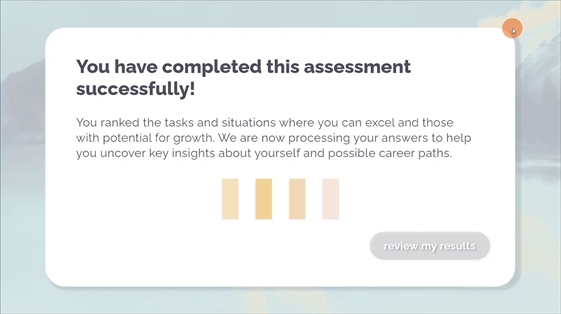 You have completed this assessment
successfully!
You ranked the tasks and situations where you can excel and those
with potential for growth. We are now processing your answers to help
you uncover key insights about yourself and possible career paths.
review my results